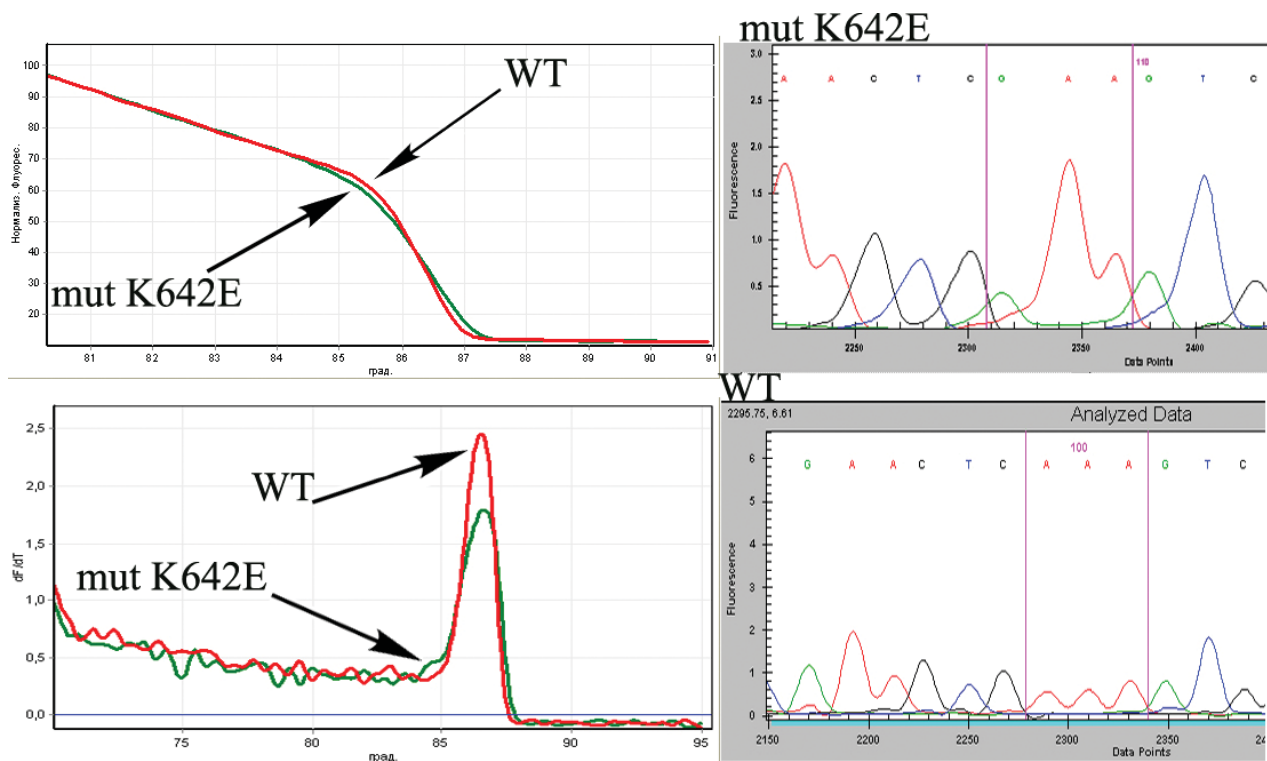 100
90
80
70
60
50
40
30
20
Нормализ. Флуорес.
81 82 83 84 85 86 87 88 89 90 91
град.
WT
mut K642E
mut K642E
3.0
2.5
2.0
1.5
1.0
0.5
Fluorescence
110
A A C T C G A A G T C
2250 2300 2350 2400
Data Points
2,5
2,0
1,5
1,0
0,5
0,0
dF/dT
75 80 85 90 95
град.
WT
mut K642E
WT
2295.75, 6.61 Analyzed Data
6
5
4
3
2
1
0
Fluorescence
100
G A A C T C A A A G T C
2150 2200 2250 2300 2350
Data Points